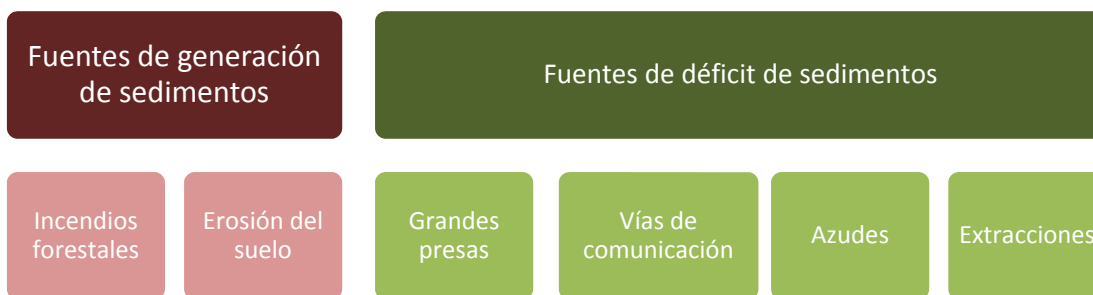 Fuentes de generación
de sedimentos
Fuentes de déficit de sedimentos
Incendios
forestales
Erosión del
suelo
Grandes
presas
Vías de
comunicación
Azudes
Extracciones